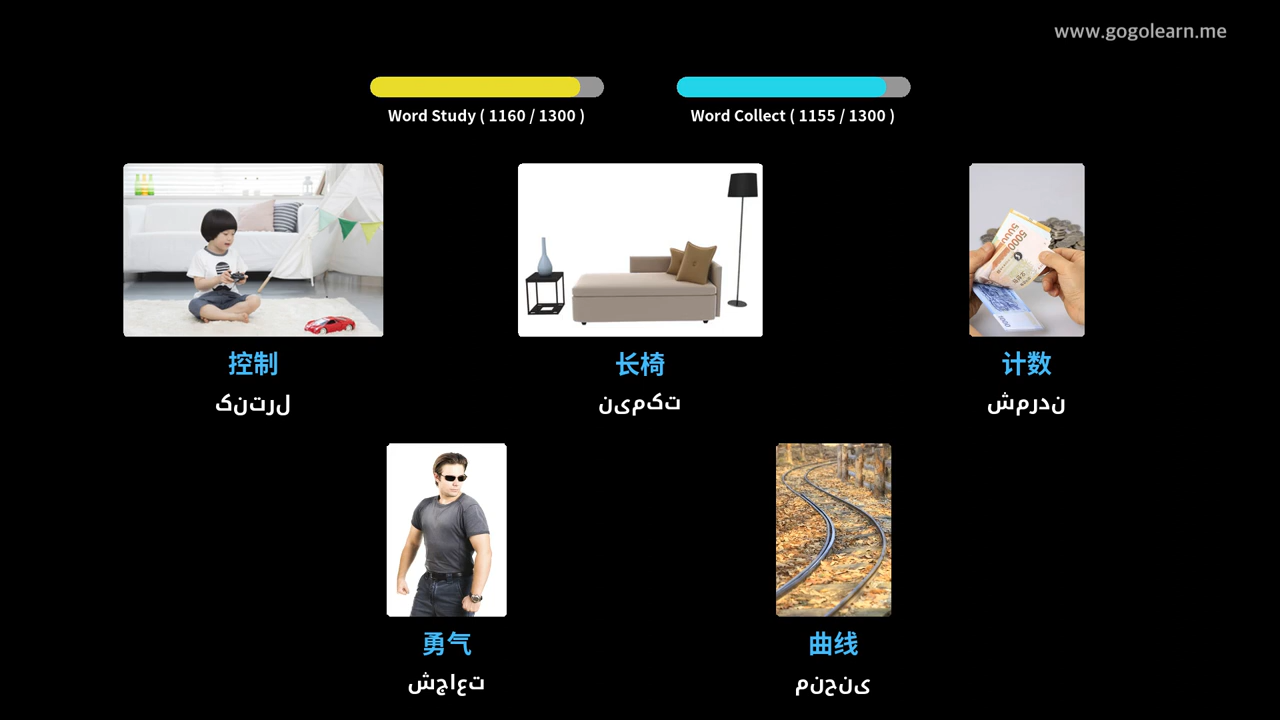 www.gogolearn.me
Word Study ( 1160 / 1300 )
Word Collect ( 1155 / 1300 )
控制
کنترل
长椅
نیمکت
计数
شمردن
勇气
شجاعت
曲线
منحنی